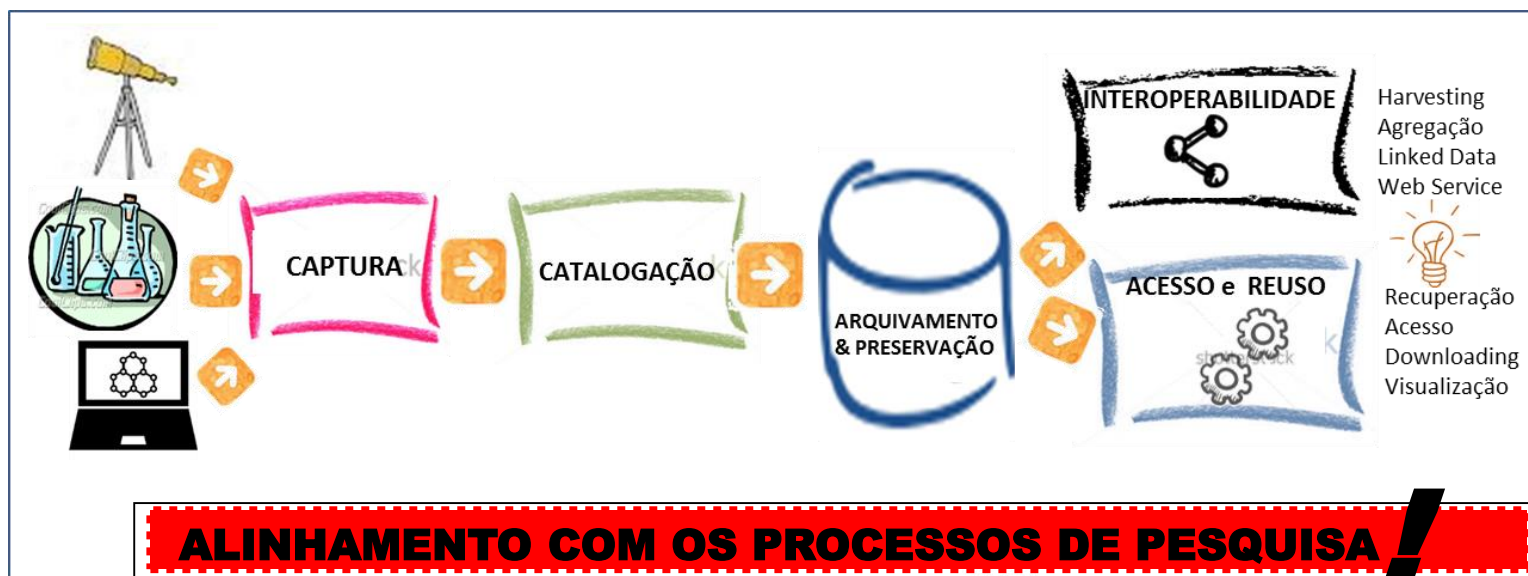 CAPTURA
CATALOGAÇÃO
ARQUIVAMENTO
& PRESERVAÇÃO
INTEROPERABILIDADE
Harvesting
Agregação
Linked Data
Web Service
ACESSO e REUSO
Recuperação
Acesso
Downloading
Visualização
ALINHAMENTO COM OS PROCESSOS DE PESQUISA!